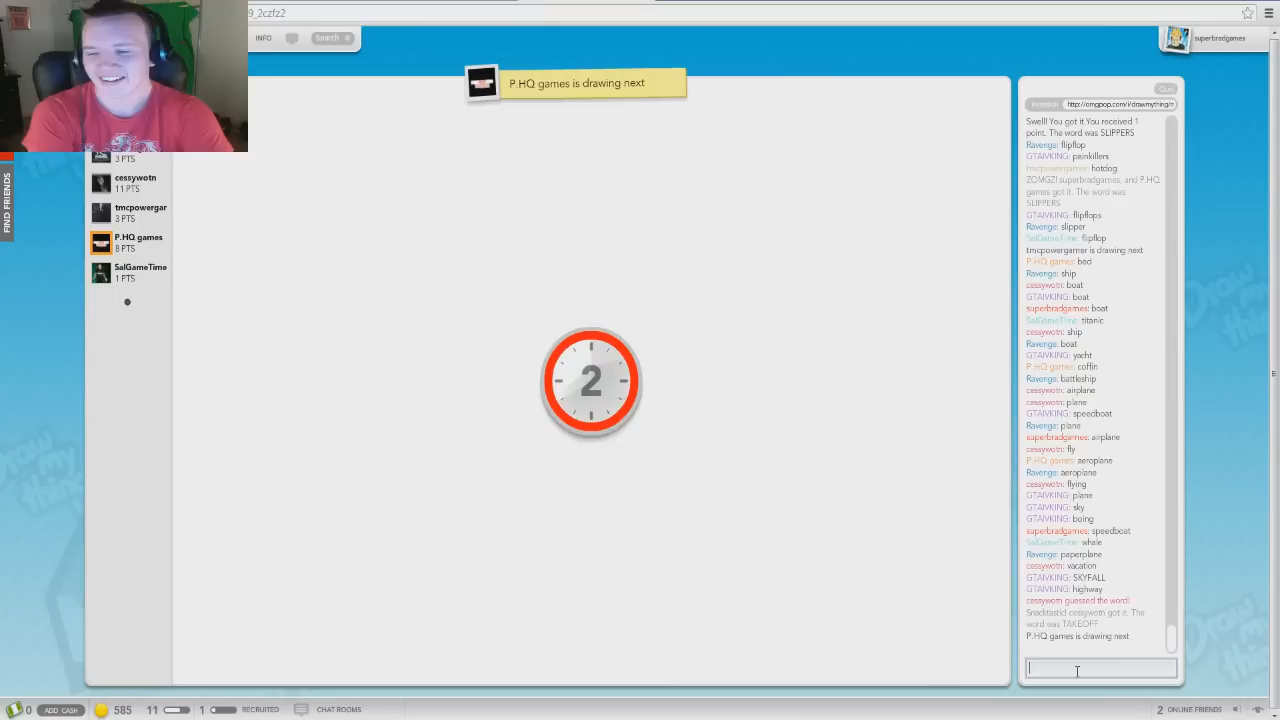 9_2czfz2
INFO
Search
superbradgames
P.HQ games is drawing next
FIND FRIENDS
3 PTS
cessywotn
11 PTS
tmcpowergar
3 PTS
P.HQ games
8 PTS
SalGameTime
1 PTS
2
Invitation http://omgpop.com/l/drawmything/n
Swell! You got it.You received 1
point. The word was SLIPPERS
Ravenge: flipflop
GTAIVKING: painkillers
tmcpowergamer: hotdog
ZOMGZ! superbradgames, and P.HQ
games got it. The word was
SLIPPERS
GTAIVKING: flipflops
Ravenge: slipper
SalGameTime: flipflop
tmcpowergamer is drawing next
P.HQ games: bed
Ravenge: ship
cessywotn: boat
GTAIVKING: boat
superbradgames: boat
SalGameTime: titanic
cessywotn: ship
Ravenge: boat
GTAIVKING: yacht
P.HQ games: coffin
Ravenge: battleship
cessywotn: airplane
cessywotn: plane
GTAIVKING: speedboat
Ravenge: plane
superbradgames: airplane
cessywotn: fly
P.HQ games: aeroplane
Ravenge: aeroplane
cessywotn: flying
GTAIVKING: plane
GTAIVKING: sky
GTAIVKING: boing
superbradgames: speedboat
SalGameTime: whale
Ravenge: paperplane
cessywotn: vacation
GTAIVKING: SKYFALL
GTAIVKING: highway
cessywotn guessed the word!
Snacktastic! cessywotn got it. The
word was TAKEOFF
P.HQ games is drawing next
0 ADD CASH 585 11 1 RECRUITED CHAT ROOMS 2 ONLINE FRIENDS